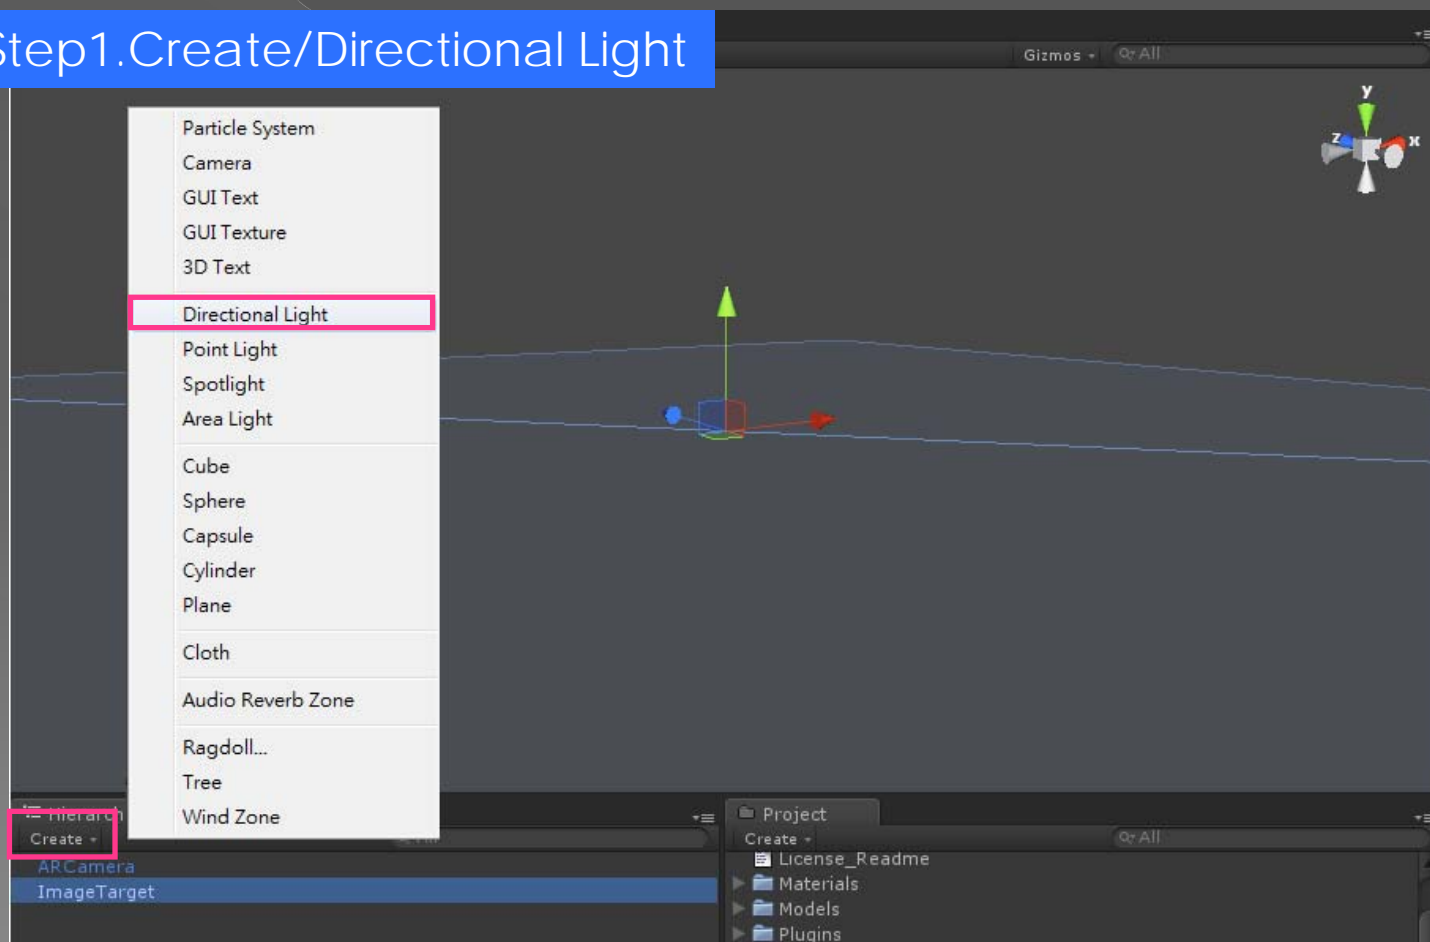 Step1.Create/Directional Light
Gizmos
All
y
z
x
Particle System
Camera
GUI Text
GUI Texture
3D Text
Directional Light
Point Light
Spotlight
Area Light
Cube
Sphere
Capsule
Cylinder
Plane
Cloth
Audio Reverb Zone
Ragdoll...
Tree
Wind Zone
Hierarch
Create
ARCamera
ImageTarget
Project
Create
All
License_Readme
Materials
Models
Plugins